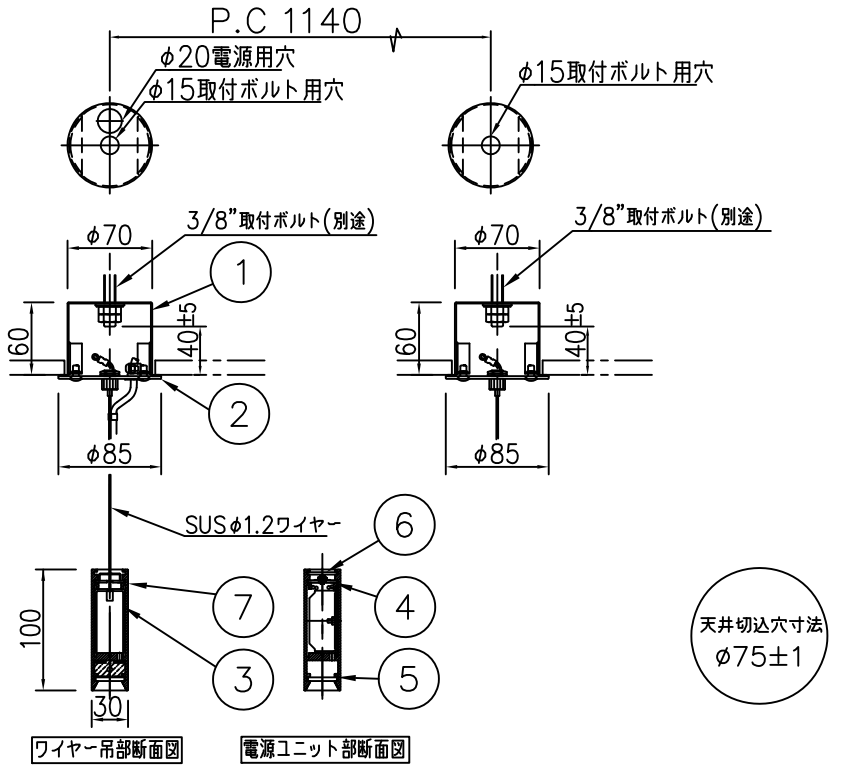 P.C 1140
φ20電源用穴
φ15取付ボルト用穴
φ15取付ボルト用穴
3/8”取付ボルト(別途)
3/8”取付ボルト(別途)
φ70
φ70
1
60
40±5
60
40±5
2
φ85
φ85
SUSφ1.2ワイヤー
6
7
4
100
3
5
30
天井切込穴寸法
φ75±1
ワイヤー吊部断面図
電源ユニット部断面図